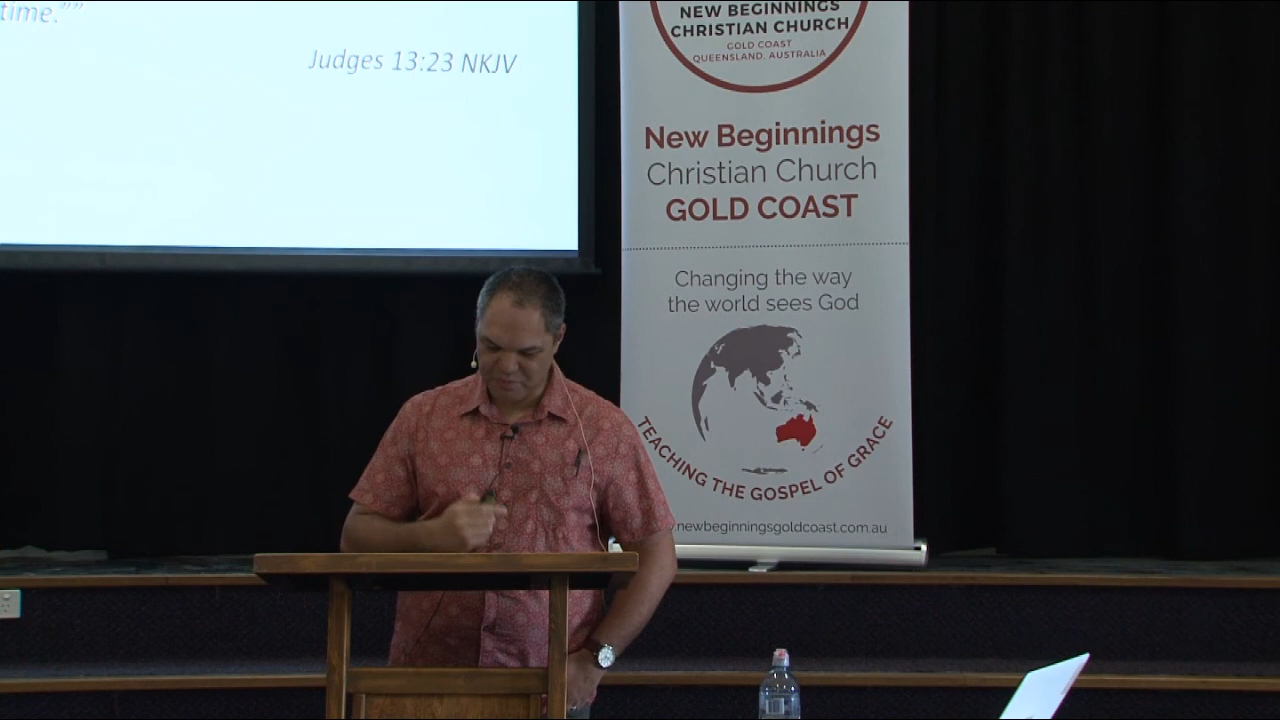 time.””
Judges 13:23 NKJV
NEW BEGINNINGS
CHRISTIAN CHURCH
GOLD COAST
QUEENSLAND, AUSTRALIA
New Beginnings
Christian Church
GOLD COAST
Changing the way
the world sees God
TEACHING THE GOSPEL OF GRACE
.newbeginningsgoldcoast.com.au